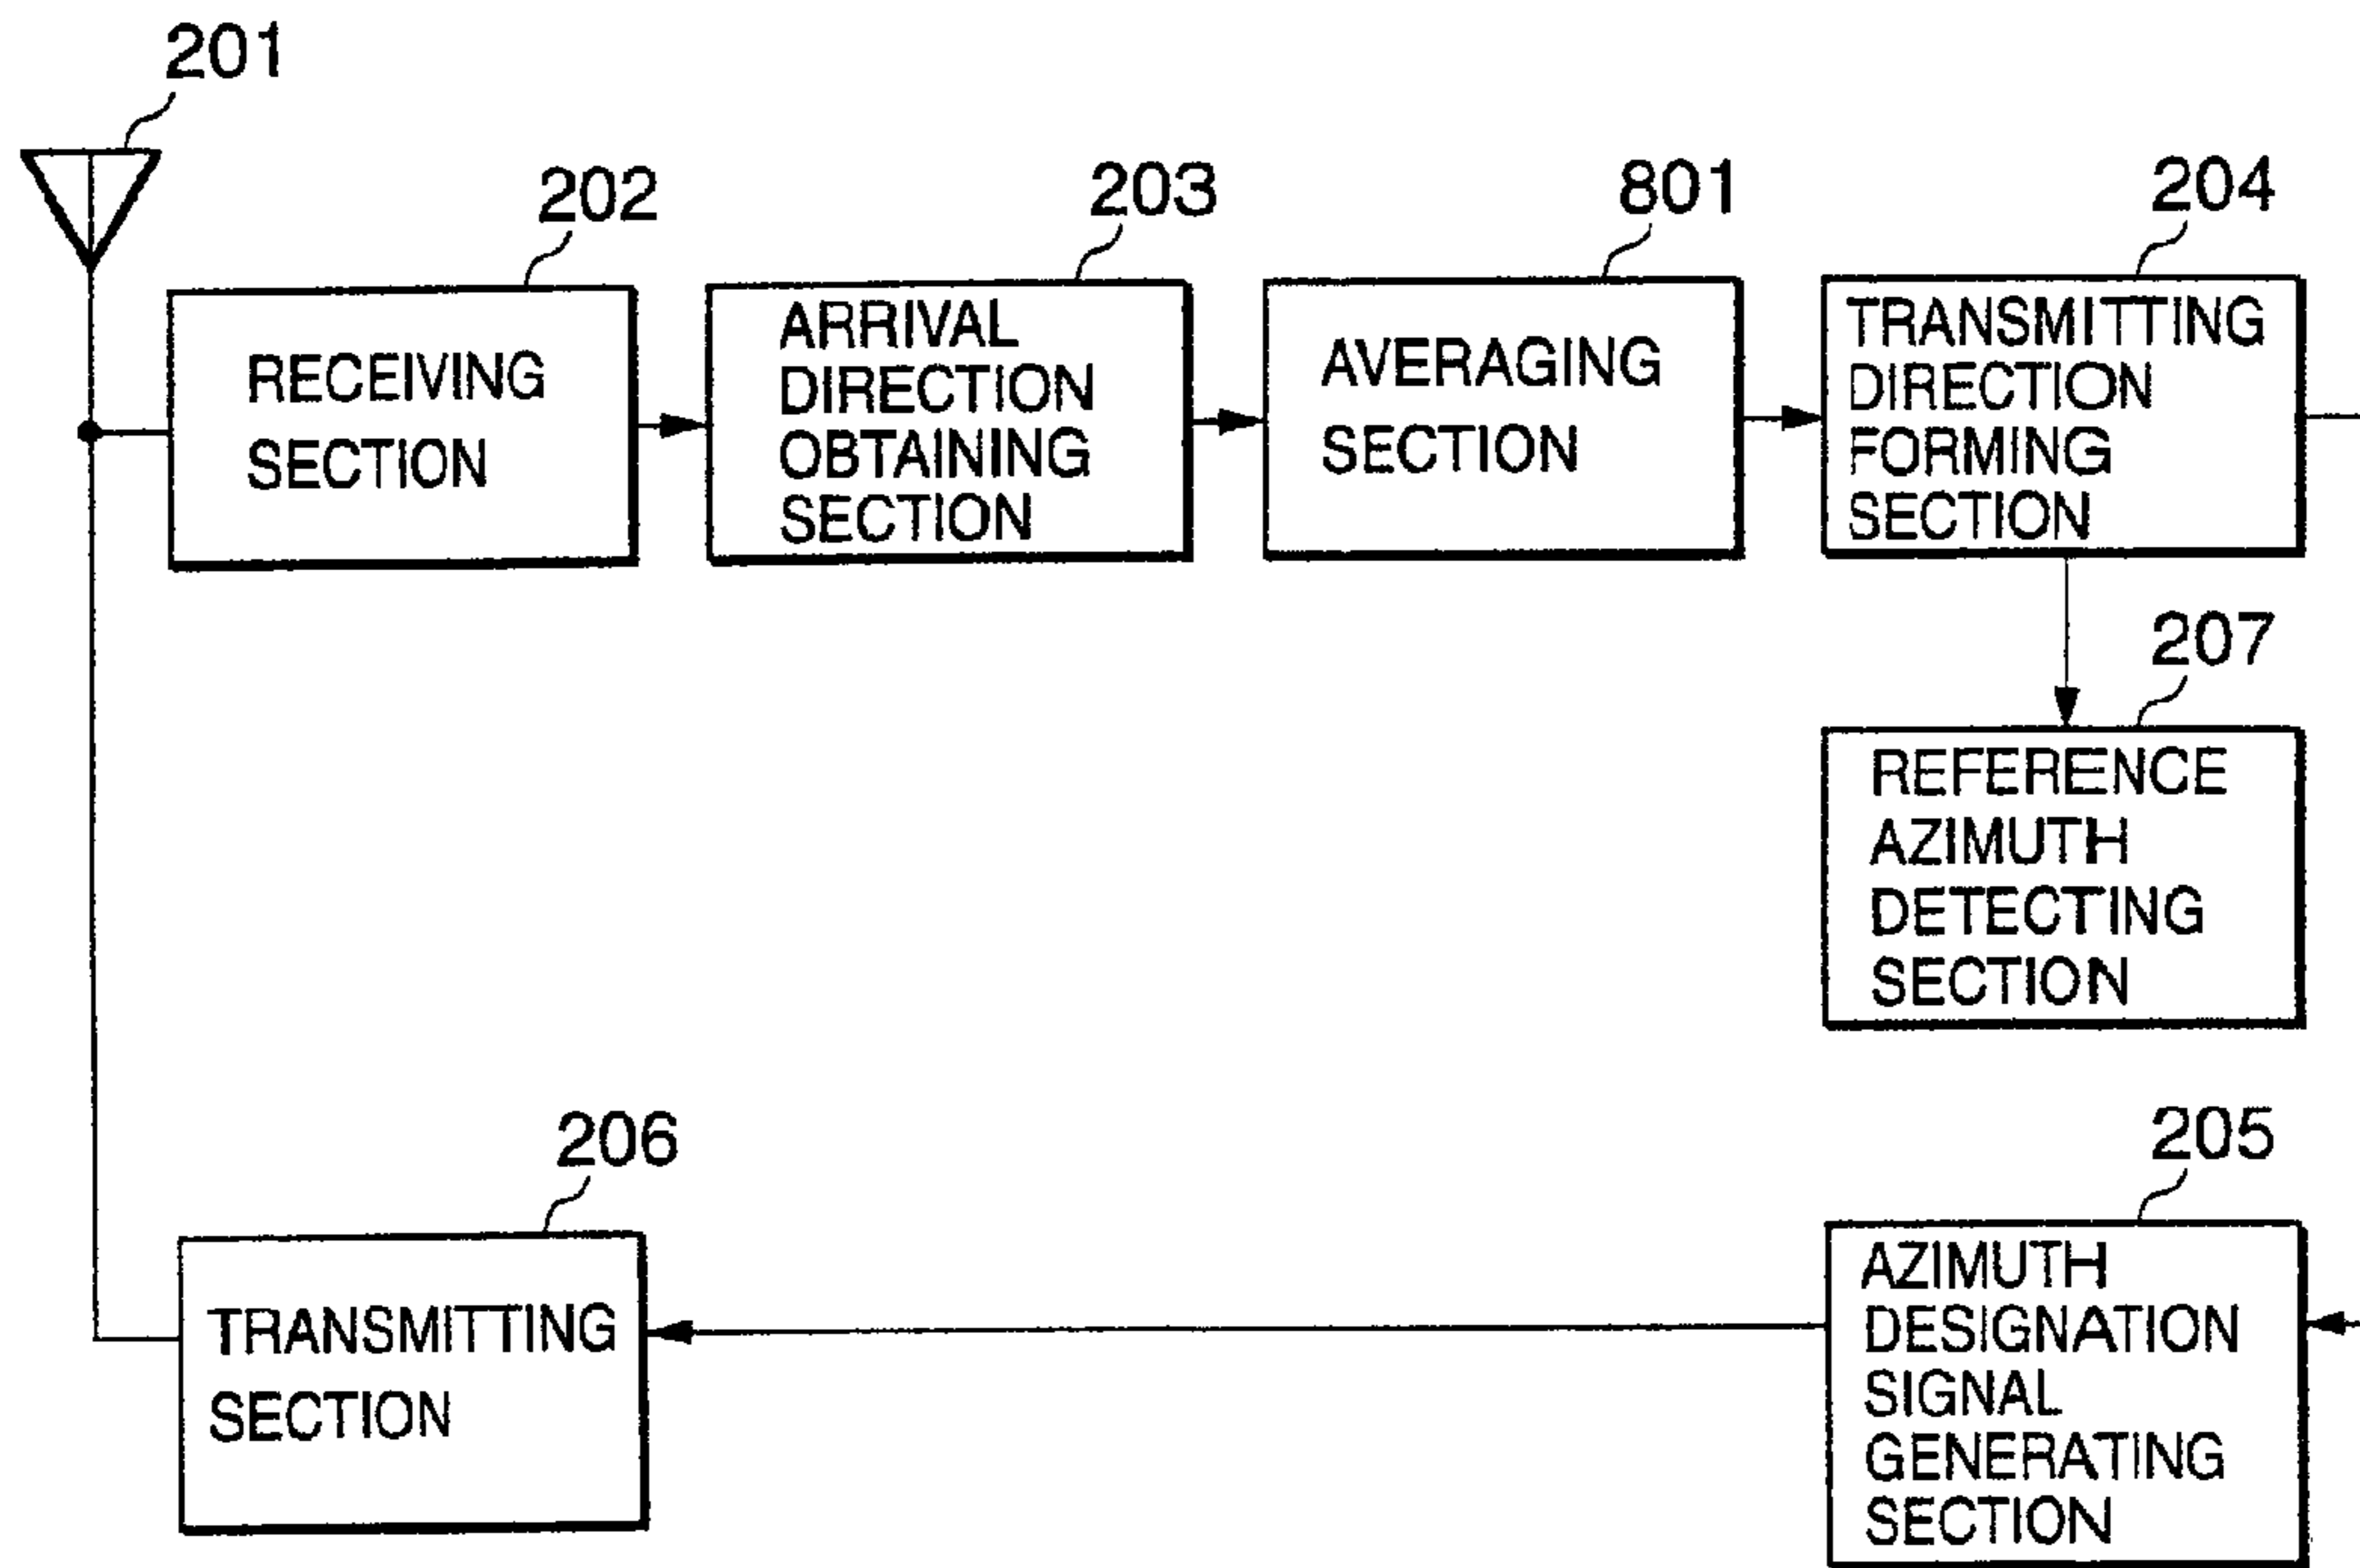 201
202
203
801
204
RECEIVING
SECTION
ARRIVAL
DIRECTION
OBTAINING
SECTION
AVERAGING
SECTION
TRANSMITTING
DIRECTION
FORMING
SECTION
207
REFERENCE
AZIMUTH
DETECTING
SECTION
206
205
TRANSMITTING
SECTION
AZIMUTH
DESIGNATION
SIGNAL
GENERATING
SECTION